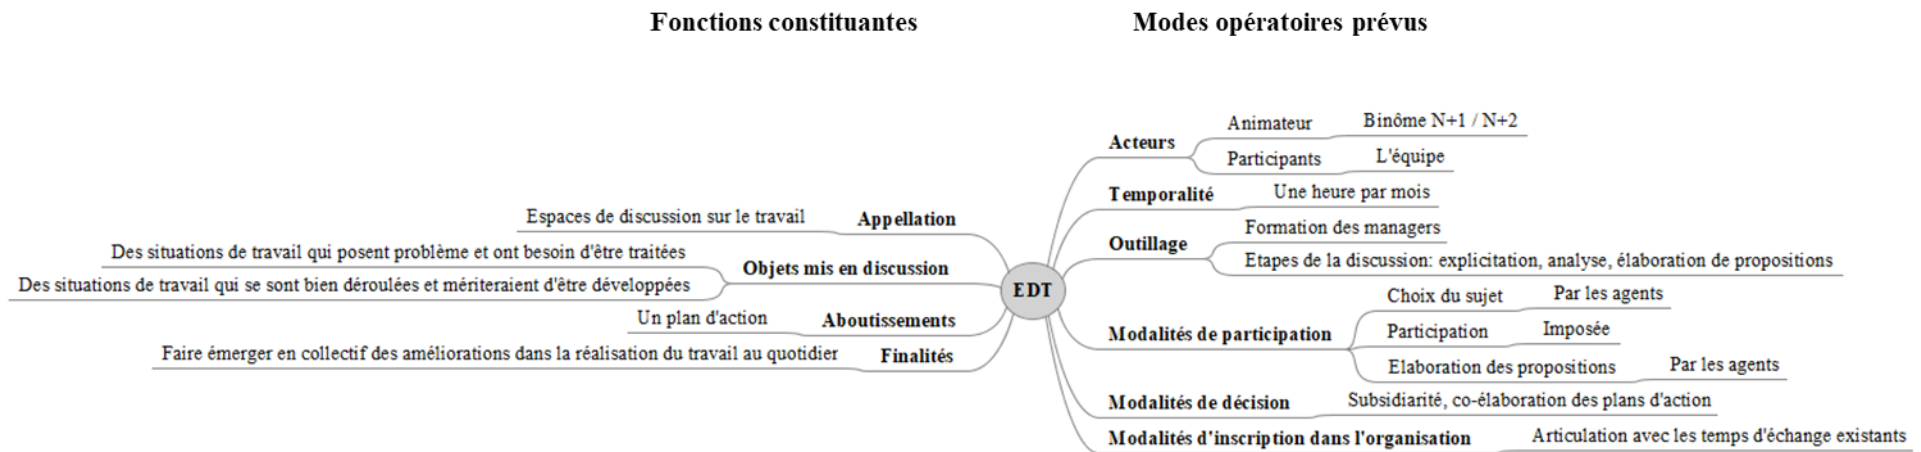 Fonctions constituantes
Modes opératoires prévus
Espaces de discussion sur le travail
Appellation
Des situations de travail qui posent problème et ont besoin d'être traitées
Des situations de travail qui se sont bien déroulées et mériteraient d'être développées
Objets mis en discussion
Un plan d'action
Aboutissements
Faire émerger en collectif des améliorations dans la réalisation du travail au quotidien
Finalités
EDT
Acteurs
Animateur
Binôme N+1 / N+2
Participants
L'équipe
Temporalité
Une heure par mois
Outillage
Formation des managers
Etapes de la discussion: explicitation, analyse, élaboration de propositions
Modalités de participation
Choix du sujet
Par les agents
Participation
Imposée
Elaboration des propositions
Par les agents
Modalités de décision
Subsidiarité, co-élaboration des plans d'action
Modalités d'inscription dans l'organisation
Articulation avec les temps d'échange existants